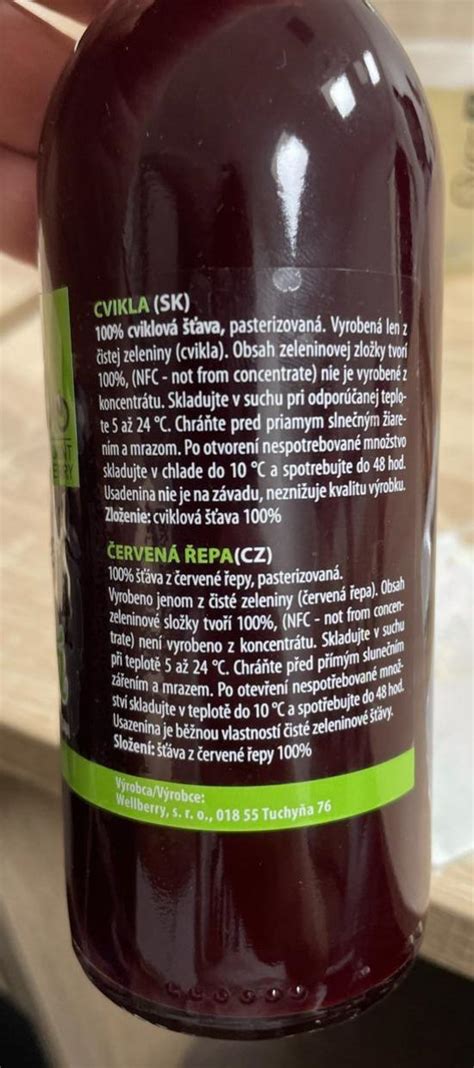 CVIKLA (SK)
100% cviklová šťava, pasterizovaná. Vyrobená len z
čistej zeleniny (cvikla). Obsah zeleninovej zložky tvorí
100%, (NFC - not from concentrate) nie je vyrobené z
koncentrátu. Skladujte v suchu pri odporúčanej teplo-
te 5 až 24 °C. Chráňte pred priamym slnečným žiare-
ním a mrazom. Po otvorení nespotrebované množstvo
skladujte v chlade do 10 °C a spotrebujte do 48 hod.
Usadenina nie je na závadu, neznižuje kvalitu výrobku.
Zloženie: cviklová šťava 100%
ČERVENÁ ŘEPA(CZ)
100% šťáva z červené řepy, pasterizovaná.
Vyrobeno jenom z čisté zeleniny (červená řepa). Obsah
zeleninové složky tvoří 100%, (NFC - not from concen-
trate) není vyrobeno z koncentrátu. Skladujte v suchu
při teplotě 5 až 24 °C. Chráňte před přímým slunečním
zářením a mrazem. Po otevření nespotřebované množ-
ství skladujte v teplotě do 10 °C a spotřebujte do 48 hod.
Usazenina je běžnou vlastností čisté zeleninové šťávy.
Složení: šťáva z červené řepy 100%
Výrobca/Výrobce:
Wellberry, s. r. o., 018 55 Tuchyňa 76